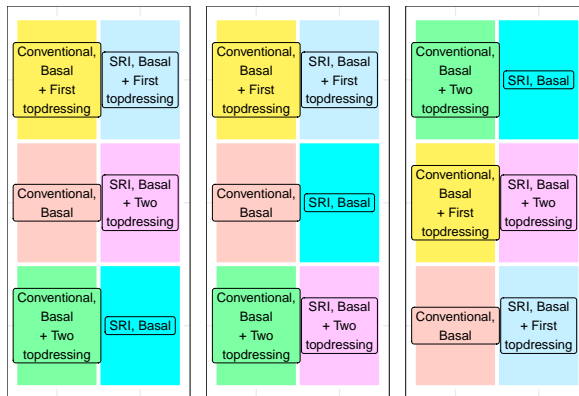 Conventional,
Basal
+ First
topdressing
SRI, Basal
+ First
topdressing
Conventional,
Basal
SRI, Basal
+ Two
topdressing
Conventional,
Basal
+ Two
topdressing
SRI, Basal
Conventional,
Basal
+ First
topdressing
SRI, Basal
+ First
topdressing
Conventional,
Basal
SRI, Basal
Conventional,
Basal
+ Two
topdressing
SRI, Basal
+ Two
topdressing
Conventional,
Basal
+ Two
topdressing
SRI, Basal
Conventional,
Basal
+ First
topdressing
SRI, Basal
+ Two
topdressing
Conventional,
Basal
SRI, Basal
+ First
topdressing